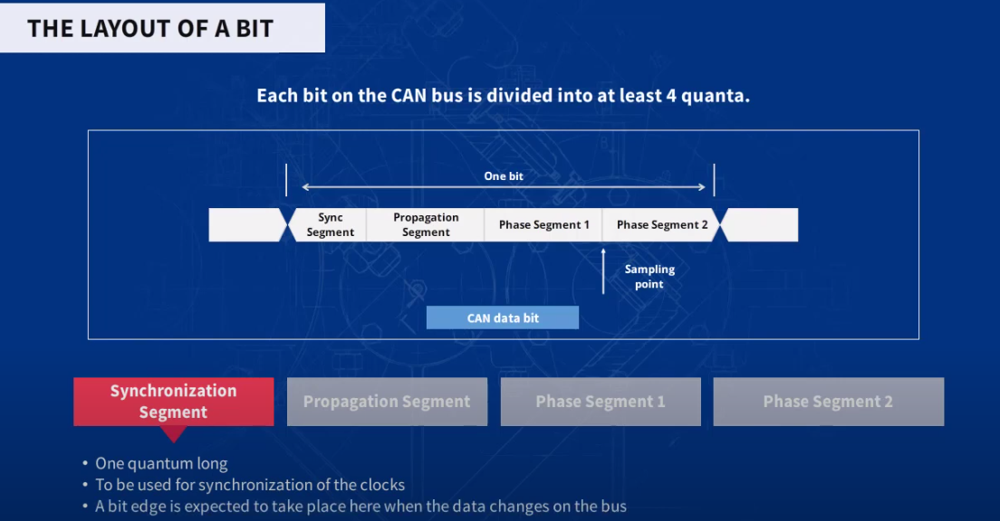 THE LAYOUT OF A BIT
Each bit on the CAN bus is divided into at least 4 quanta.
One bit
Sync
Segment
Propagation
Segment
Phase Segment 1
Phase Segment 2
Sampling
point
CAN data bit
Synchronization
Segment
Propagation Segment
Phase Segment 1
Phase Segment 2
• One quantum long
• To be used for synchronization of the clocks
• A bit edge is expected to take place here when the data changes on the bus